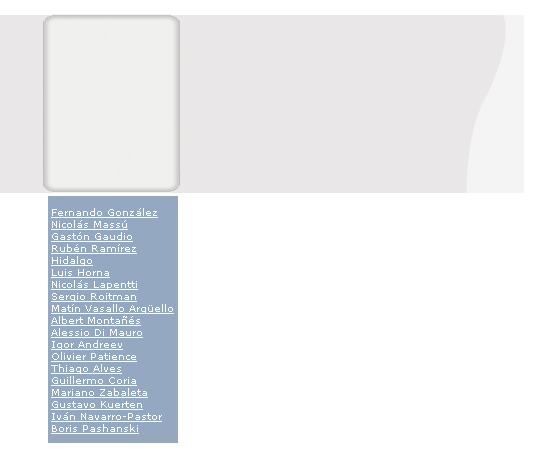 Fernando González
Nicolás Massú
Gastón Gaudio
Rubén Ramírez
Hidalgo
Luis Horna
Nicolás Lapentti
Sergio Roitman
Matín Vasallo Argüello
Albert Montañés
Alessio Di Mauro
Igor Andreev
Olivier Patience
Thiago Alves
Guillermo Coria
Mariano Zabaleta
Gustavo Kuerten
Iván Navarro-Pastor
Boris Pashanski